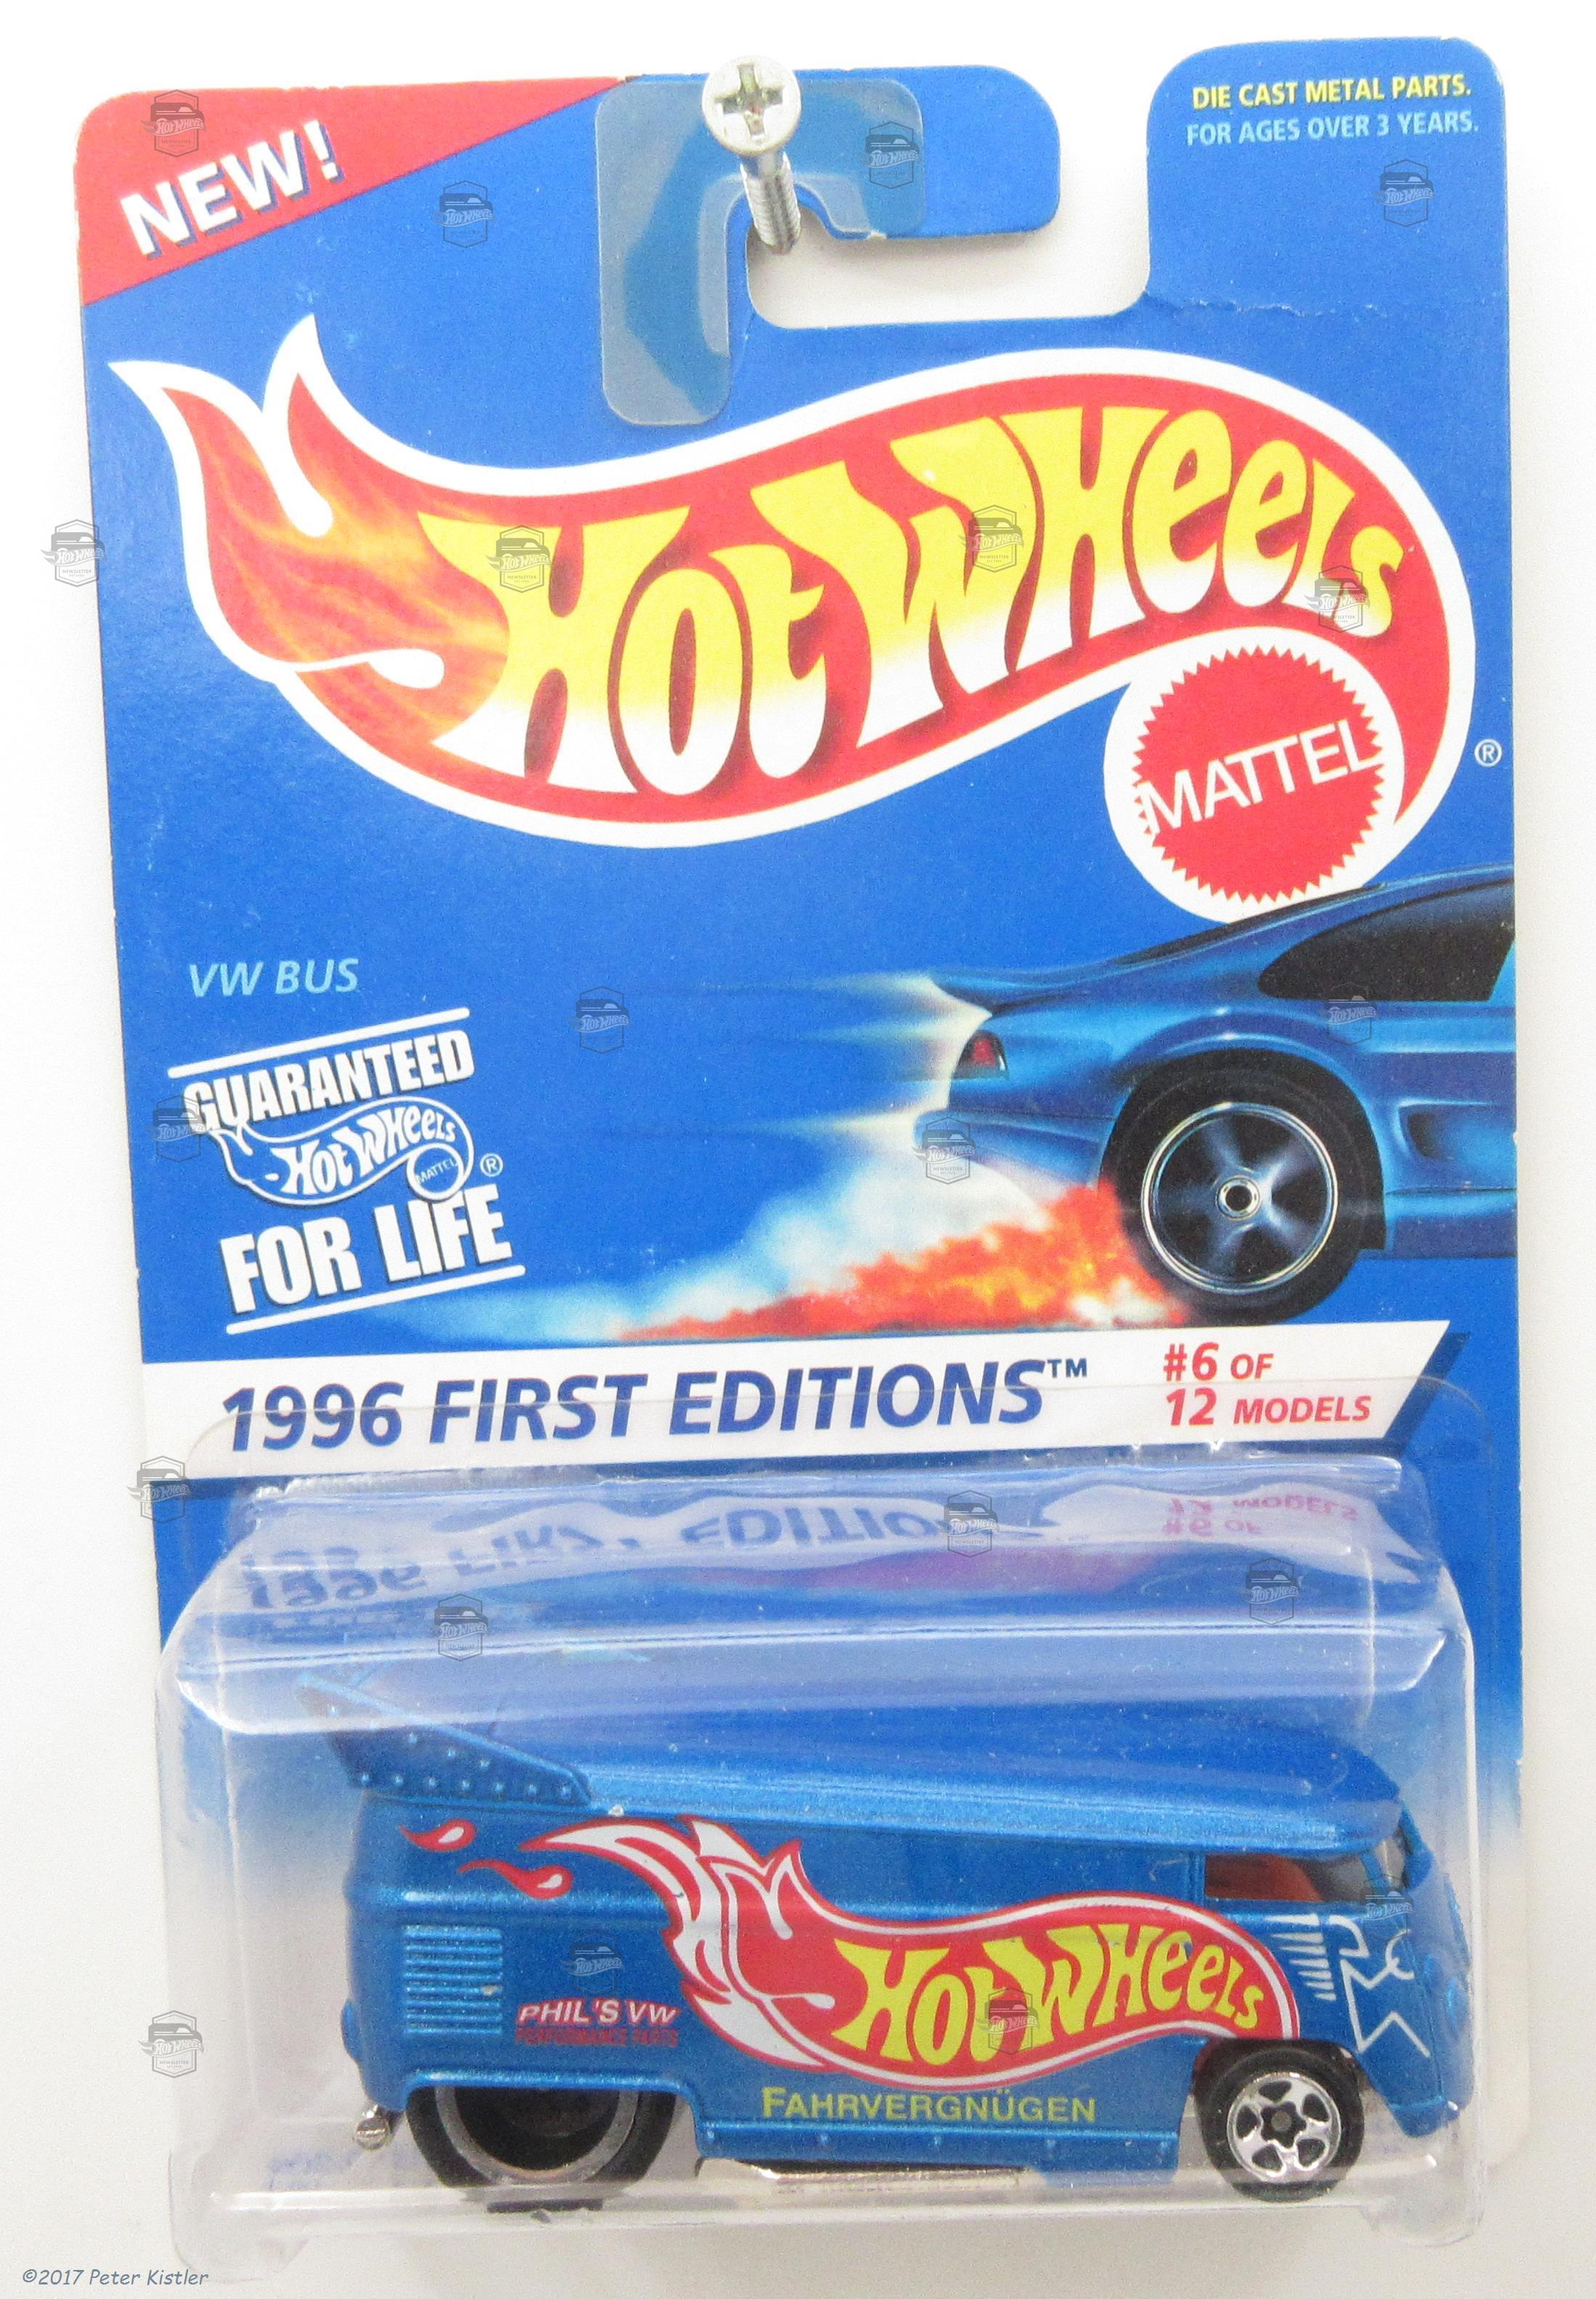 NEW!
DIE CAST METAL PARTS.
FOR AGES OVER 3 YEARS.
Hot Wheels
MATTEL
®
VW BUS
GUARANTEED
Hot Wheels
MATTEL
®
FOR LIFE
1996 FIRST EDITIONS™
#6 OF
12 MODELS
Hot Wheels
PHIL'S VW
PERFORMANCE PARTS
FAHRVERGNÜGEN
©2017 Peter Kistler